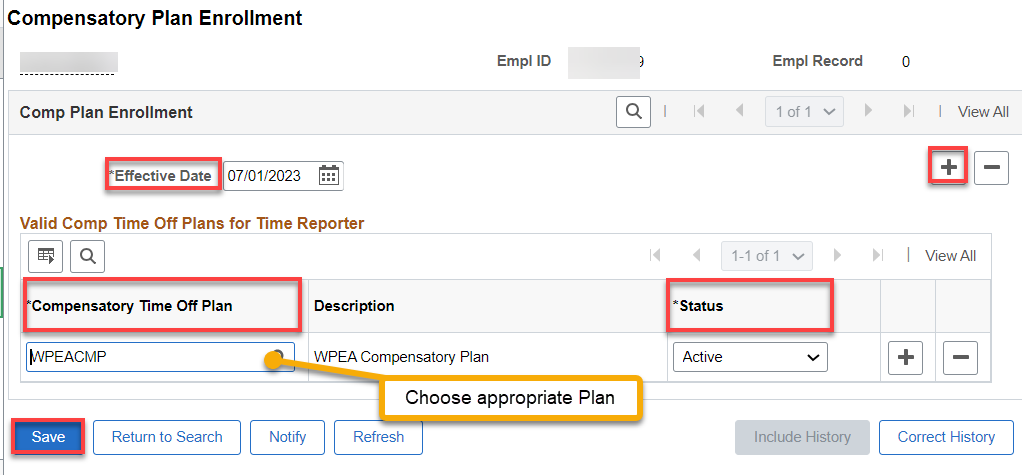 Compensatory Plan Enrollment
Empl ID 9 Empl Record 0
Comp Plan Enrollment 1 of 1 View All
*Effective Date 07/01/2023
Valid Comp Time Off Plans for Time Reporter
1-1 of 1 View All
*Compensatory Time Off Plan Description *Status
WPEACMP WPEA Compensatory Plan Active
Choose appropriate Plan
Save Return to Search Notify Refresh Include History Correct History